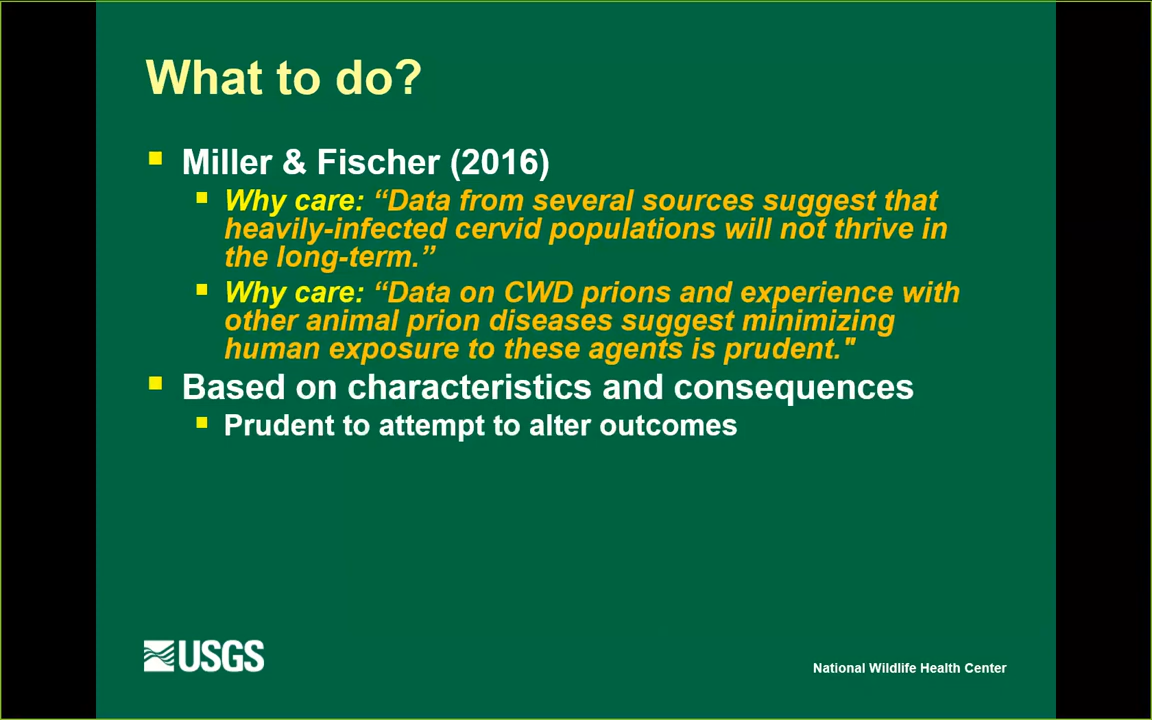 What to do?
Miller & Fischer (2016)
Why care: “Data from several sources suggest that
heavily-infected cervid populations will not thrive in
the long-term.”
Why care: “Data on CWD prions and experience with
other animal prion diseases suggest minimizing
human exposure to these agents is prudent."
Based on characteristics and consequences
Prudent to attempt to alter outcomes
USGS
National Wildlife Health Center